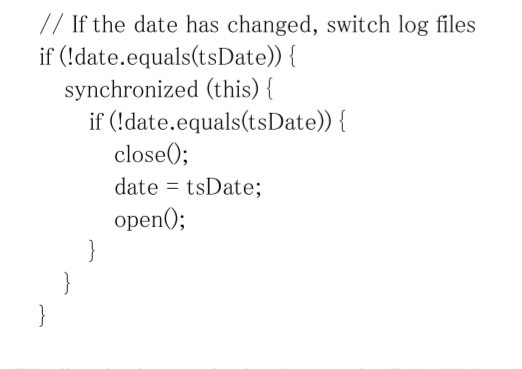 // If the date has changed, switch log files
if (!date.equals(tsDate)) {
synchronized (this) {
if (!date.equals(tsDate)) {
close();
date = tsDate;
open();
}
}
}